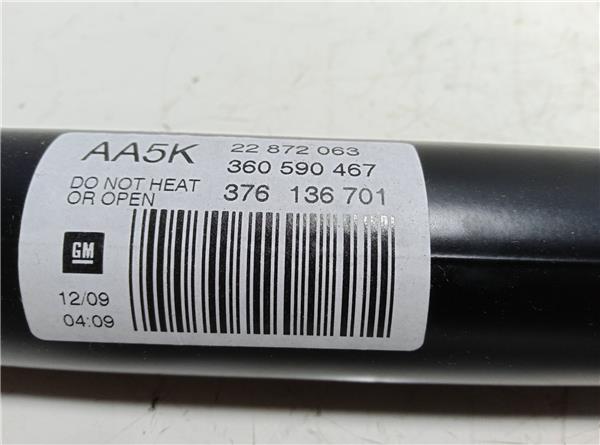 AA5K
22 872 063
360 590 467
DO NOT HEAT
OR OPEN
376 136 701
GM
12/09
04:09